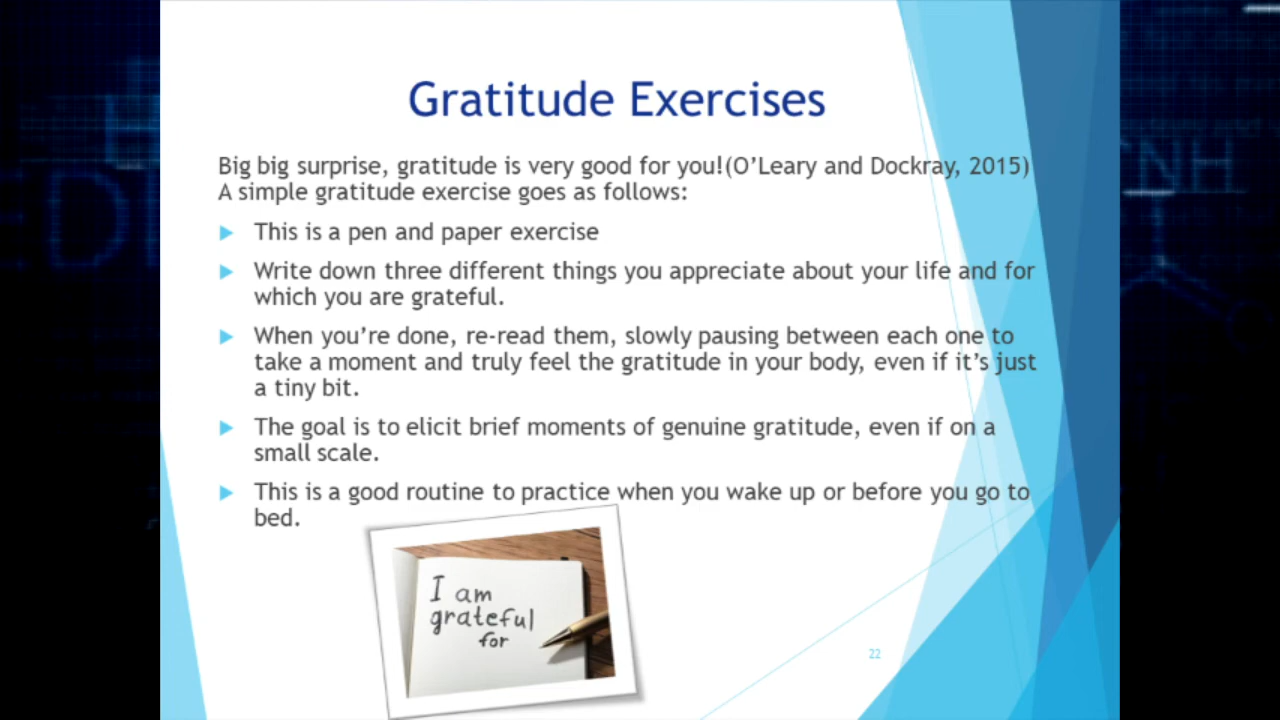 Gratitude Exercises
Big big surprise, gratitude is very good for you!(O’Leary and Dockray, 2015)
A simple gratitude exercise goes as follows:
This is a pen and paper exercise
Write down three different things you appreciate about your life and for
which you are grateful.
When you’re done, re-read them, slowly pausing between each one to
take a moment and truly feel the gratitude in your body, even if it’s just
a tiny bit.
The goal is to elicit brief moments of genuine gratitude, even if on a
small scale.
This is a good routine to practice when you wake up or before you go to
bed.
I am
grateful
for
22